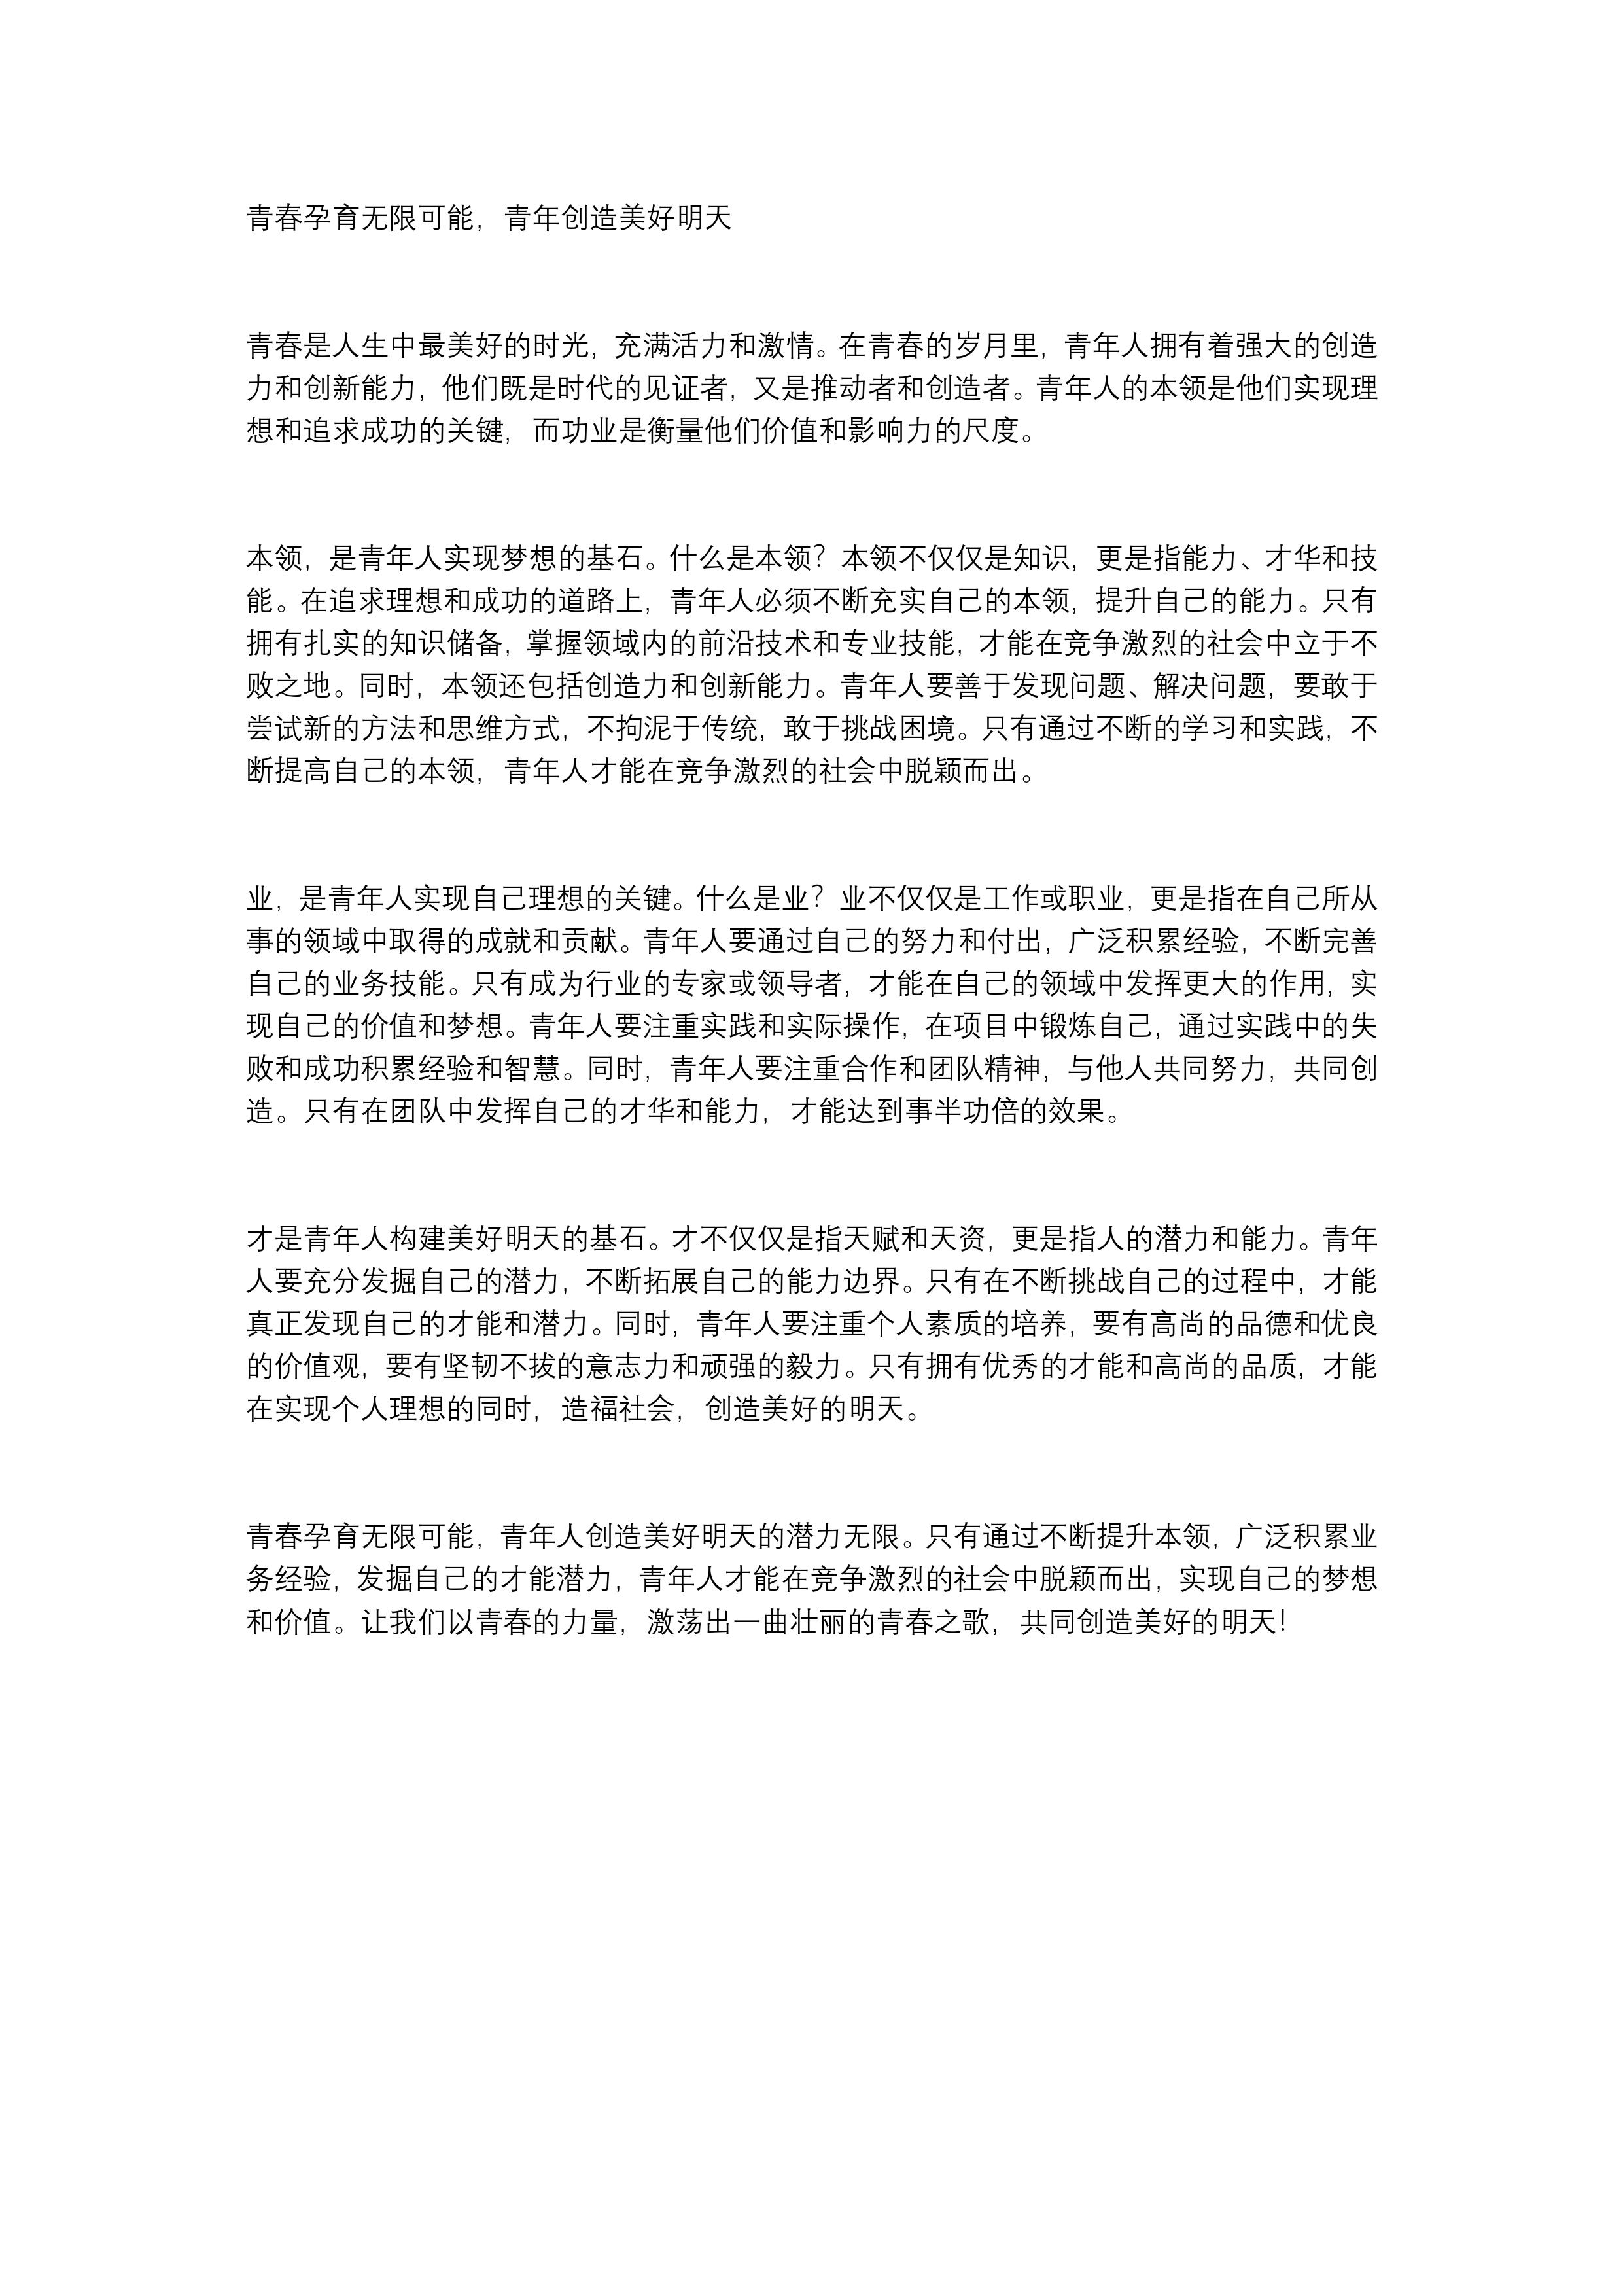 青春孕育无限可能，青年创造美好明天
青春是人生中最美好的时光，充满活力和激情。在青春的岁月里，青年人拥有着强大的创造
力和创新能力，他们既是时代的见证者，又是推动者和创造者。青年人的本领是他们实现理
想和追求成功的关键，而功业是衡量他们价值和影响力的尺度。
本领，是青年人实现梦想的基石。什么是本领？本领不仅仅是知识，更是指能力、才华和技
能。在追求理想和成功的道路上，青年人必须不断充实自己的本领，提升自己的能力。只有
拥有扎实的知识储备，掌握领域内的前沿技术和专业技能，才能在竞争激烈的社会中立于不
败之地。同时，本领还包括创造力和创新能力。青年人要善于发现问题、解决问题，要敢于
尝试新的方法和思维方式，不拘泥于传统，敢于挑战困境。只有通过不断的学习和实践，不
断提高自己的本领，青年人才能在竞争激烈的社会中脱颖而出。
业，是青年人实现自己理想的关键。什么是业？业不仅仅是工作或职业，更是指在自己所从
事的领域中取得的成就和贡献。青年人要通过自己的努力和付出，广泛积累经验，不断完善
自己的业务技能。只有成为行业的专家或领导者，才能在自己的领域中发挥更大的作用，实
现自己的价值和梦想。青年人要注重实践和实际操作，在项目中锻炼自己，通过实践中的失
败和成功积累经验和智慧。同时，青年人要注重合作和团队精神，与他人共同努力，共同创
造。只有在团队中发挥自己的才华和能力，才能达到事半功倍的效果。
才是青年人构建美好明天的基石。才不仅仅是指天赋和天资，更是指人的潜力和能力。青年
人要充分发掘自己的潜力，不断拓展自己的能力边界。只有在不断挑战自己的过程中，才能
真正发现自己的才能和潜力。同时，青年人要注重个人素质的培养，要有高尚的品德和优良
的价值观，要有坚韧不拔的意志力和顽强的毅力。只有拥有优秀的才能和高尚的品质，才能
在实现个人理想的同时，造福社会，创造美好的明天。
青春孕育无限可能，青年人创造美好明天的潜力无限。只有通过不断提升本领，广泛积累业
务经验，发掘自己的才能潜力，青年人才能在竞争激烈的社会中脱颖而出，实现自己的梦想
和价值。让我们以青春的力量，激荡出一曲壮丽的青春之歌，共同创造美好的明天！